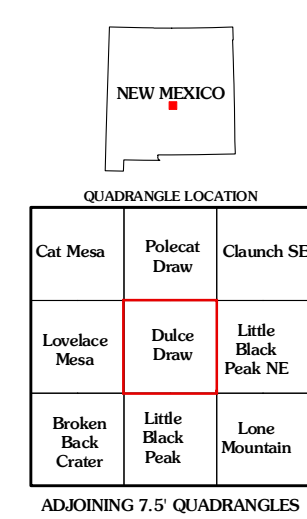 NEW MEXICO
QUADRANGLE LOCATION
Cat Mesa
Polecat
Draw
Claunch SE
Lovelace
Mesa
Dulce
Draw
Little
Black
Peak NE
Broken
Back
Crater
Little
Black
Peak
Lone
Mountain
ADJOINING 7.5' QUADRANGLES